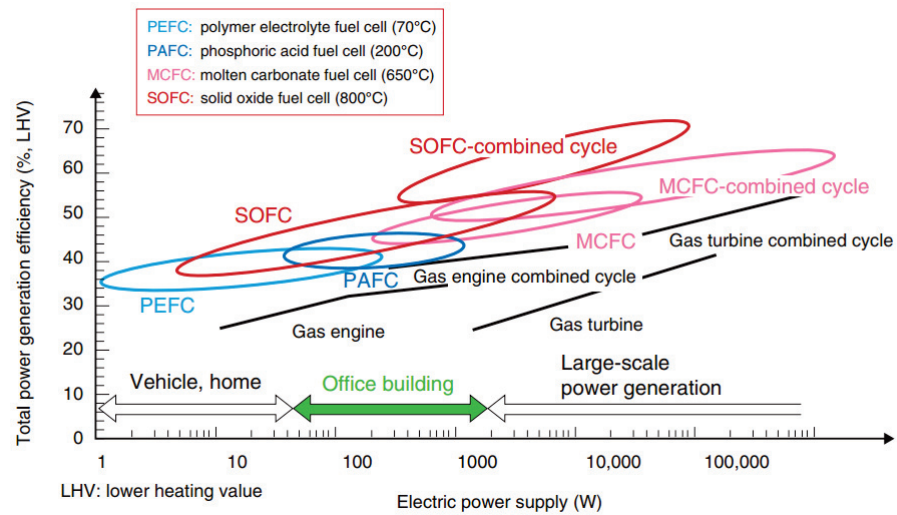 PEFC: polymer electrolyte fuel cell (70°C)
PAFC: phosphoric acid fuel cell (200°C)
MCFC: molten carbonate fuel cell (650°C)
SOFC: solid oxide fuel cell (800°C)
Total power generation efficiency (%, LHV)
70
60
50
40
30
20
10
0
SOFC-combined cycle
MCFC-combined cycle
SOFC
MCFC
Gas turbine combined cycle
PAFC
Gas engine combined cycle
PEFC
Gas engine
Gas turbine
Vehicle, home
Office building
Large-scale
power generation
1
10
100
1000
10,000
100,000
LHV: lower heating value
Electric power supply (W)